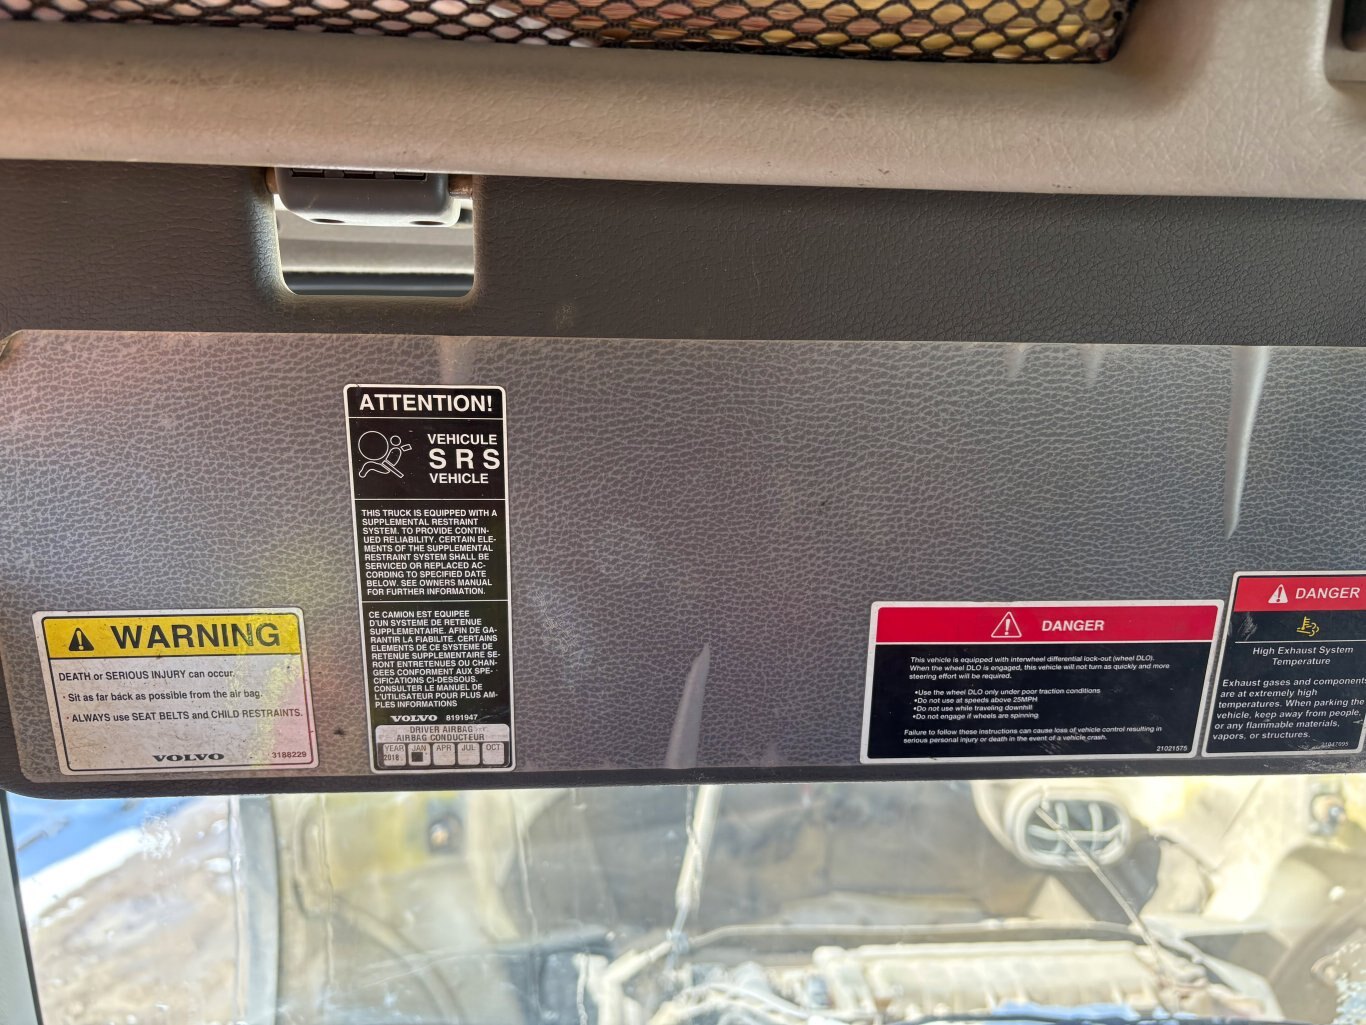 WARNING
DEATH or SERIOUS INJURY can occur.
· Sit as far back as possible from the air bag.
· ALWAYS use SEAT BELTS and CHILD RESTRAINTS.
VOLVO 3188229
ATTENTION!
VEHICULE
SRS
VEHICLE
THIS TRUCK IS EQUIPPED WITH A
SUPPLEMENTAL RESTRAINT
SYSTEM. TO PROVIDE CONTIN-
UED RELIABILITY. CERTAIN ELE-
MENTS OF THE SUPPLEMENTAL
RESTRAINT SYSTEM SHALL BE
SERVICED OR REPLACED AC-
CORDING TO SPECIFIED DATE
BELOW. SEE OWNERS MANUAL
FOR FURTHER INFORMATION.
CE CAMION EST EQUIPEE
D'UN SYSTEME DE RETENUE
SUPPLEMENTAIRE. AFIN DE GA-
RANTIR LA FIABILITE. CERTAINS
ELEMENTS DE CE SYSTEME DE
RETENUE SUPPLEMENTAIRE SE-
RONT ENTRETENUES OU CHAN-
GEES CONFORMENT AUX SPE-
CIFICATIONS CI-DESSOUS.
CONSULTER LE MANUEL DE
L'UTILISATEUR POUR PLUS AM-
PLES INFORMATIONS
VOLVO 8191947
DRIVER AIRBAG
AIRBAG CONDUCTEUR
YEAR JAN APR JUL OCT
2018
DANGER
This vehicle is equipped with interwheel differential lock-out (wheel DLO).
When the wheel DLO is engaged, this vehicle will not turn as quickly and more
steering effort will be required.
•Use the wheel DLO only under poor traction conditions
•Do not use at speeds above 25MPH
•Do not use while traveling downhill
•Do not engage if wheels are spinning
Failure to follow these instructions can cause loss of vehicle control resulting in
serious personal injury or death in the event of a vehicle crash.
21021575
DANGER
High Exhaust System
Temperature
Exhaust gases and components
are at extremely high
temperatures. When parking the
vehicle, keep away from people,
or any flammable materials,
vapors, or structures.